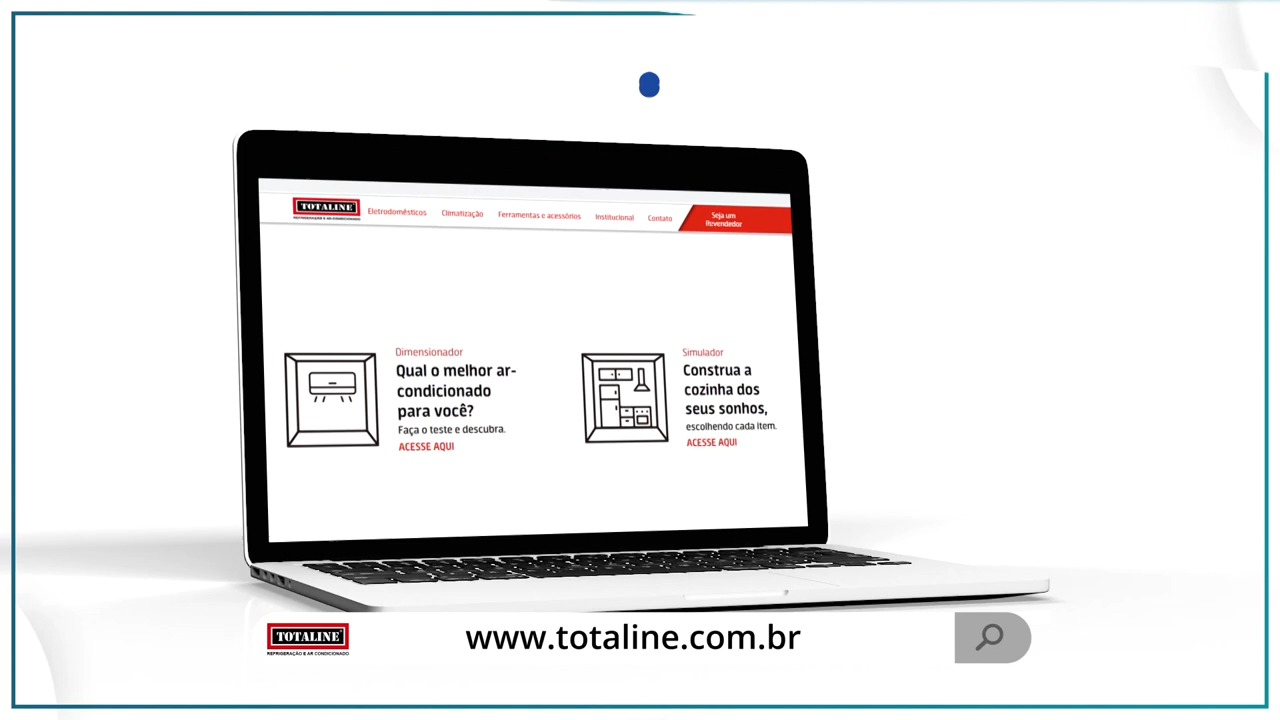 TOTALINE
REFRIGERAÇÃO E AR CONDICIONADO
Eletrodomésticos
Climatização
Ferramentas e acessórios
Institucional
Contato
Seja um
Revendedor
Dimensionador
Qual o melhor ar-
condicionado
para você?
Faça o teste e descubra.
ACESSE AQUI
Simulador
Construa a
cozinha dos
seus sonhos,
escolhendo cada item.
ACESSE AQUI
TOTALINE
REFRIGERAÇÃO E AR CONDICIONADO
www.totaline.com.br